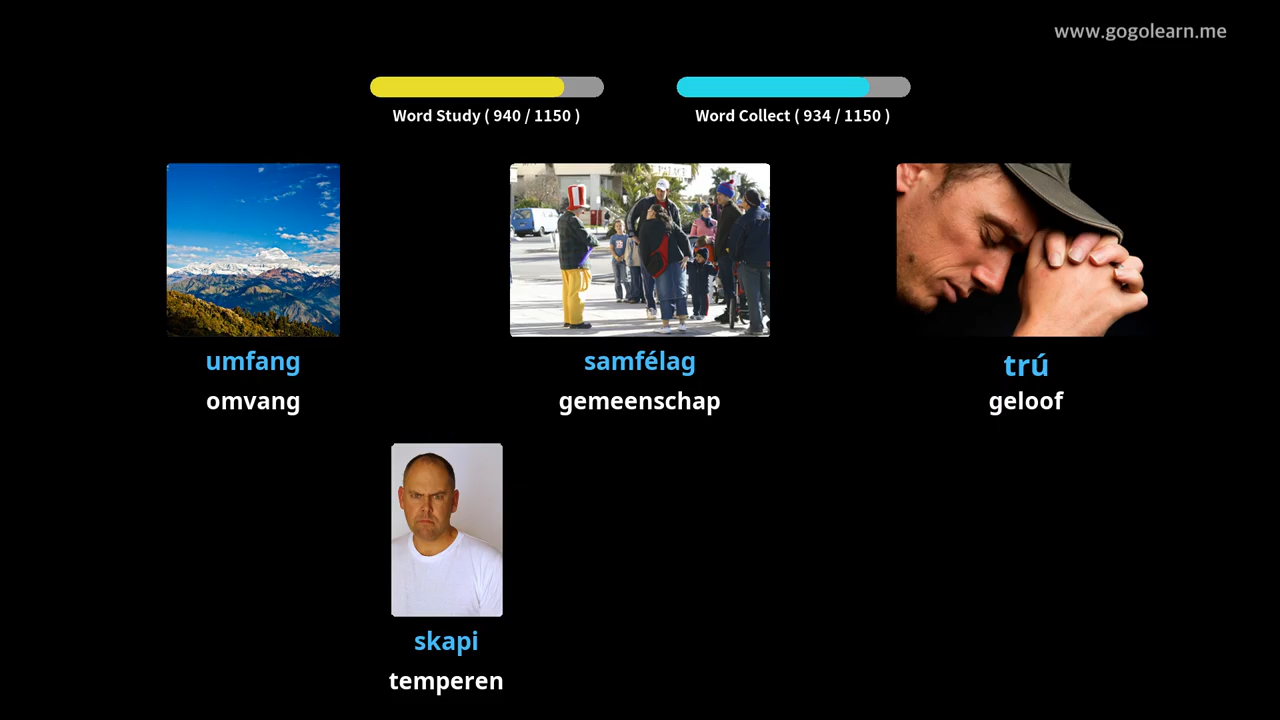 www.gogolearn.me
Word Study ( 940 / 1150 )
Word Collect ( 934 / 1150 )
umfang
omvang
samfélag
gemeenschap
trú
geloof
skapi
temperen